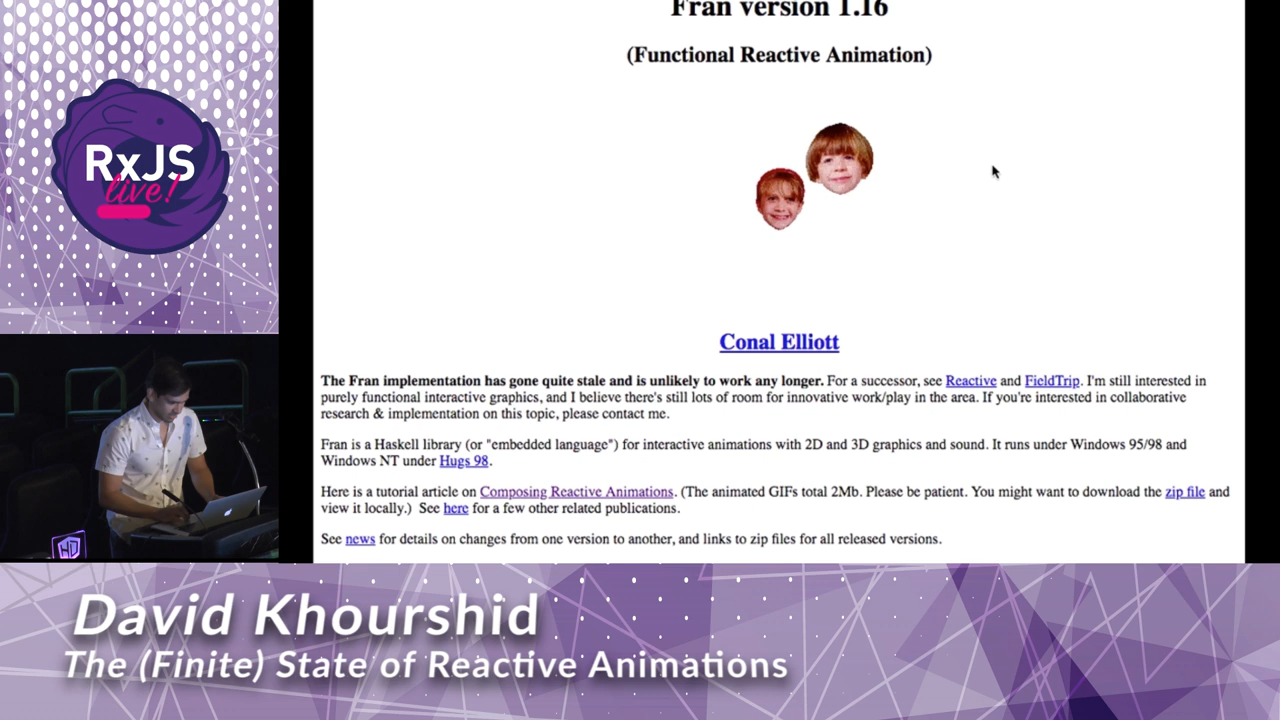 Fran version 1.16
(Functional Reactive Animation)
RxJS
live!
Conal Elliott
The Fran implementation has gone quite stale and is unlikely to work any longer. For a successor, see Reactive and FieldTrip. I'm still interested in
purely functional interactive graphics, and I believe there's still lots of room for innovative work/play in the area. If you're interested in collaborative
research & implementation on this topic, please contact me.
Fran is a Haskell library (or "embedded language") for interactive animations with 2D and 3D graphics and sound. It runs under Windows 95/98 and
Windows NT under Hugs 98.
Here is a tutorial article on Composing Reactive Animations. (The animated GIFs total 2Mb. Please be patient. You might want to download the zip file and
view it locally.) See here for a few other related publications.
See news for details on changes from one version to another, and links to zip files for all released versions.
HD
David Khourshid
The (Finite) State of Reactive Animations